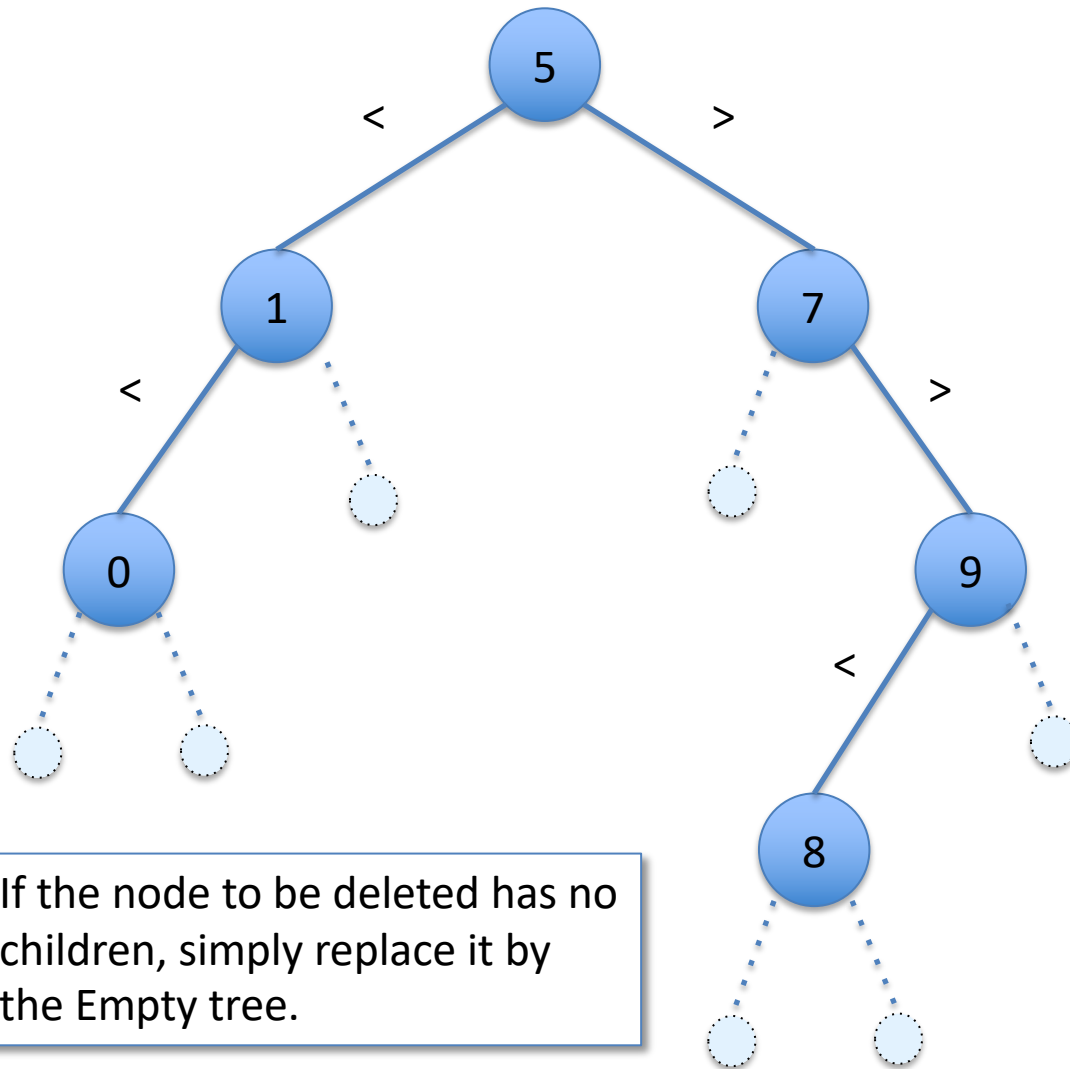 5
< >
1 7
< >
0 9
<
8
If the node to be deleted has no
children, simply replace it by
the Empty tree.